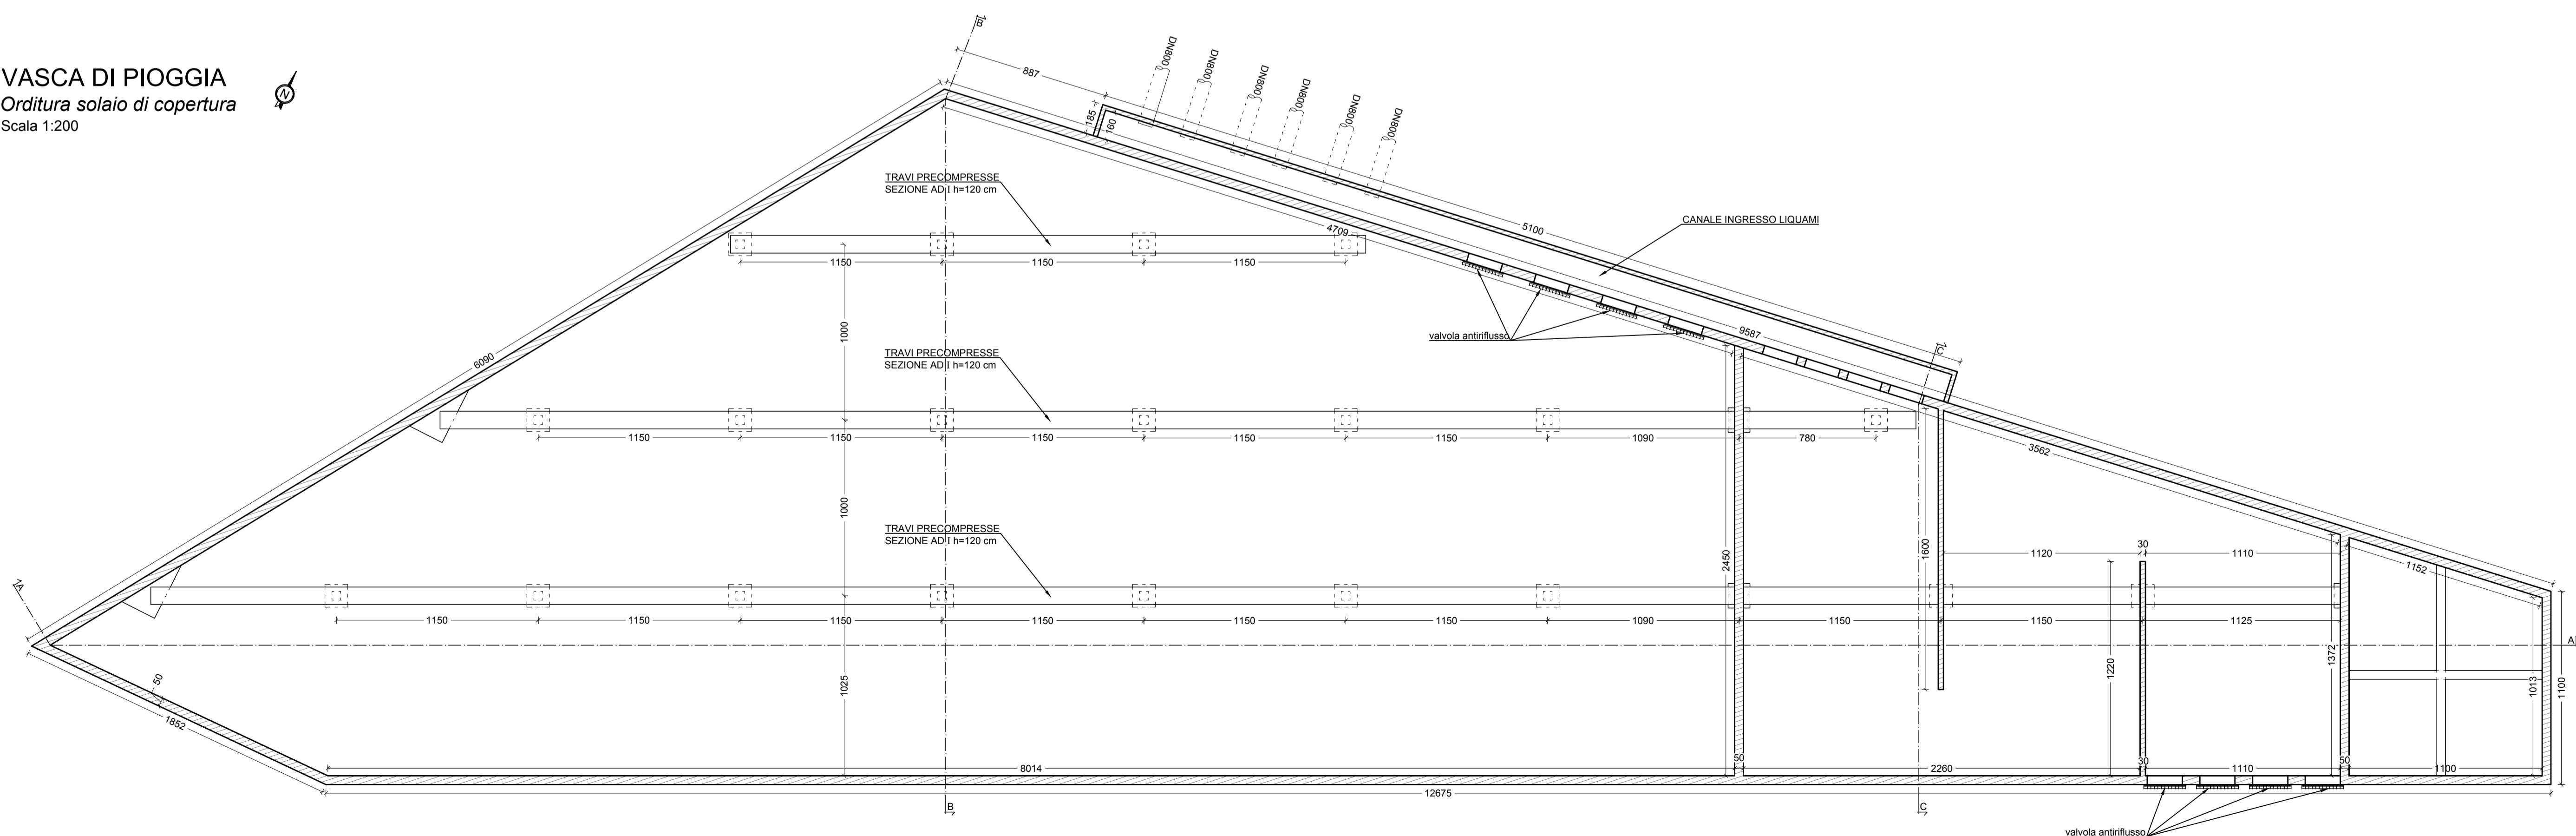 VASCA DI PIOGGIA
Orditura solaio di copertura
Scala 1:200
N
B
887
DN800
DN800
DN800
DN800
DN800
DN800
185
160
TRAVI PRECOMPRESSE
SEZIONE AD I h=120 cm
CANALE INGRESSO LIQUAMI
5100
4709
1150
1150
1150
1000
valvola antiriflusso
9587
C
6090
TRAVI PRECOMPRESSE
SEZIONE AD I h=120 cm
1150
1150
1150
1150
1150
1090
780
3562
1000
TRAVI PRECOMPRESSE
SEZIONE AD I h=120 cm
2450
1600
1120
30
1110
1152
A
1150
1150
1150
1150
1150
1150
1090
1150
1150
1125
A
1372
1220
1025
1013
1100
50
1852
8014
50
2260
30
1110
50
1100
12675
B
C
valvola antiriflusso